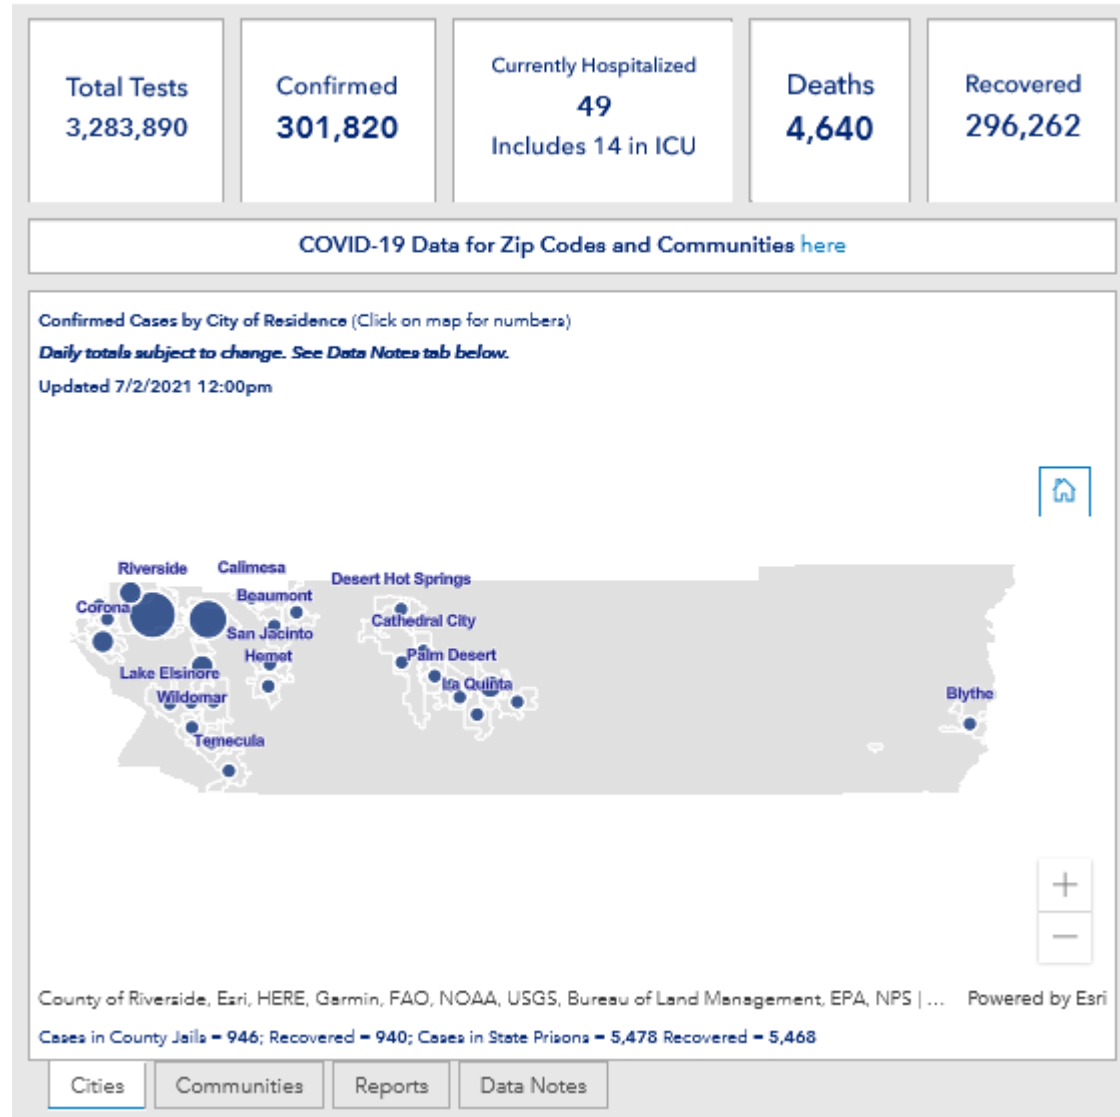 Total Tests
3,283,890
Confirmed
301,820
Currently Hospitalized
49
Includes 14 in ICU
Deaths
4,640
Recovered
296,262
COVID-19 Data for Zip Codes and Communities here
Confirmed Cases by City of Residence (Click on map for numbers)
Daily totals subject to change. See Data Notes tab below.
Updated 7/2/2021 12:00pm
Riverside
Calimesa
Desert Hot Springs
Beaumont
Corona
Cathedral City
San Jacinto
Hemet
Palm Desert
Lake Elsinore
La Quinta
Wildomar
Blythe
Temecula
+
−
County of Riverside, Esri, HERE, Garmin, FAO, NOAA, USGS, Bureau of Land Management, EPA, NPS | ... Powered by Esri
Cases in County Jails = 946; Recovered = 940; Cases in State Prisons = 5,478 Recovered = 5,468
Cities
Communities
Reports
Data Notes